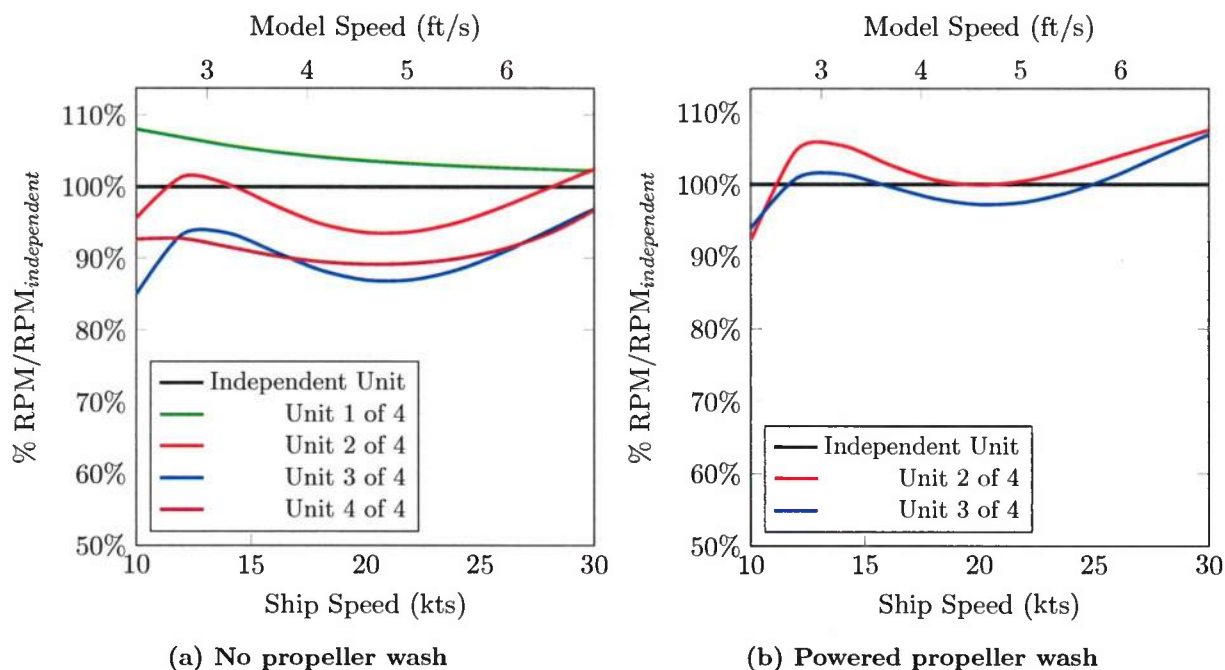 Model Speed (ft/s)
3 4 5 6
110%
100%
90%
80%
70%
60%
50%
% RPM/RPM_independent
Independent Unit
Unit 1 of 4
Unit 2 of 4
Unit 3 of 4
Unit 4 of 4
10 15 20 25 30
Ship Speed (kts)
(a) No propeller wash
Model Speed (ft/s)
3 4 5 6
110%
100%
90%
80%
70%
60%
50%
% RPM/RPM_independent
Independent Unit
Unit 2 of 4
Unit 3 of 4
10 15 20 25 30
Ship Speed (kts)
(b) Powered propeller wash